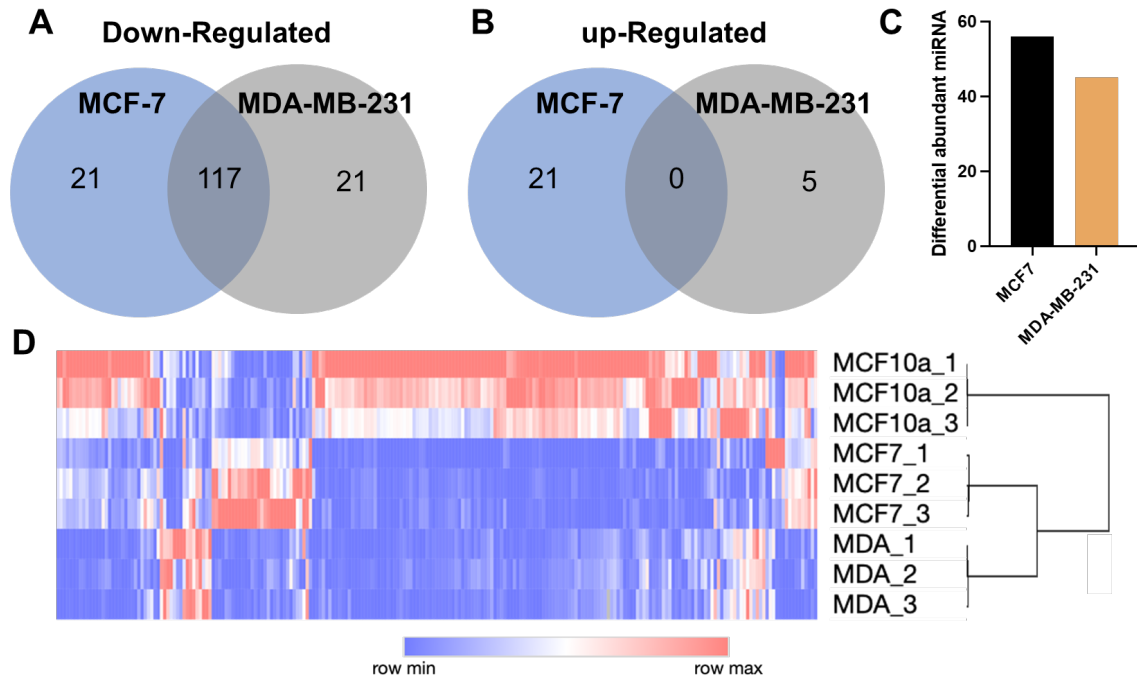 A
Down-Regulated
MCF-7
MDA-MB-231
21
117
21
B
up-Regulated
MCF-7
MDA-MB-231
21
0
5
C
Differential abundant miRNA
60
40
20
0
MCF7
MDA-MB-231
D
MCF10a_1
MCF10a_2
MCF10a_3
MCF7_1
MCF7_2
MCF7_3
MDA_1
MDA_2
MDA_3
row min
row max